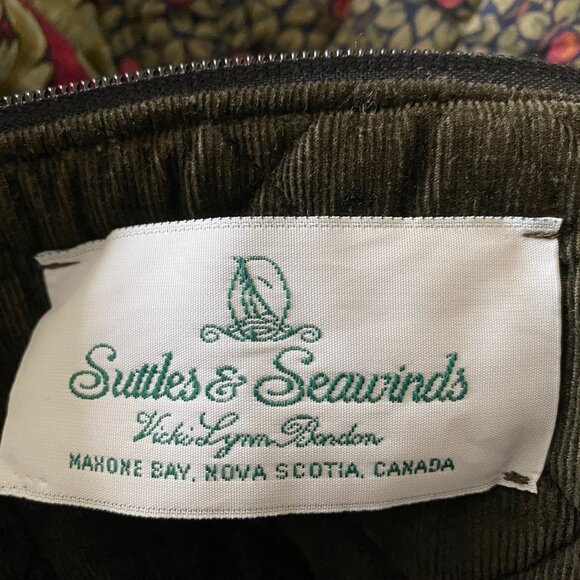 Suttles & Seawinds
Vicki Lynn Bardon
MAHONE BAY, NOVA SCOTIA, CANADA